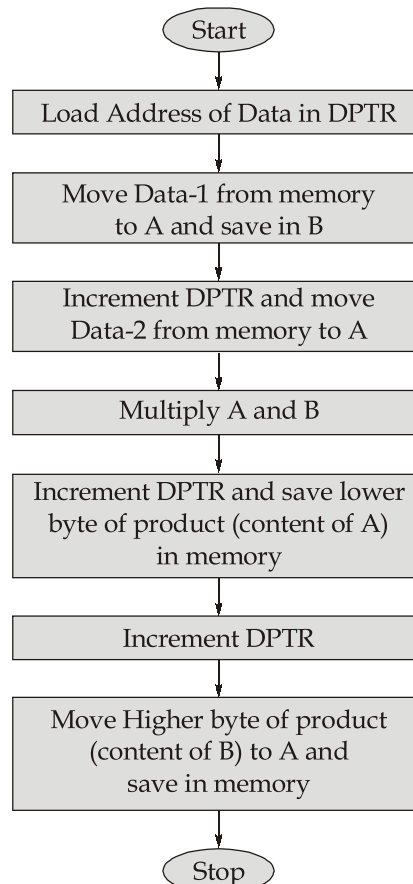 Start
Load Address of Data in DPTR
Move Data-1 from memory
to A and save in B
Increment DPTR and move
Data-2 from memory to A
Multiply A and B
Increment DPTR and save lower
byte of product (content of A)
in memory
Increment DPTR
Move Higher byte of product
(content of B) to A and
save in memory
Stop